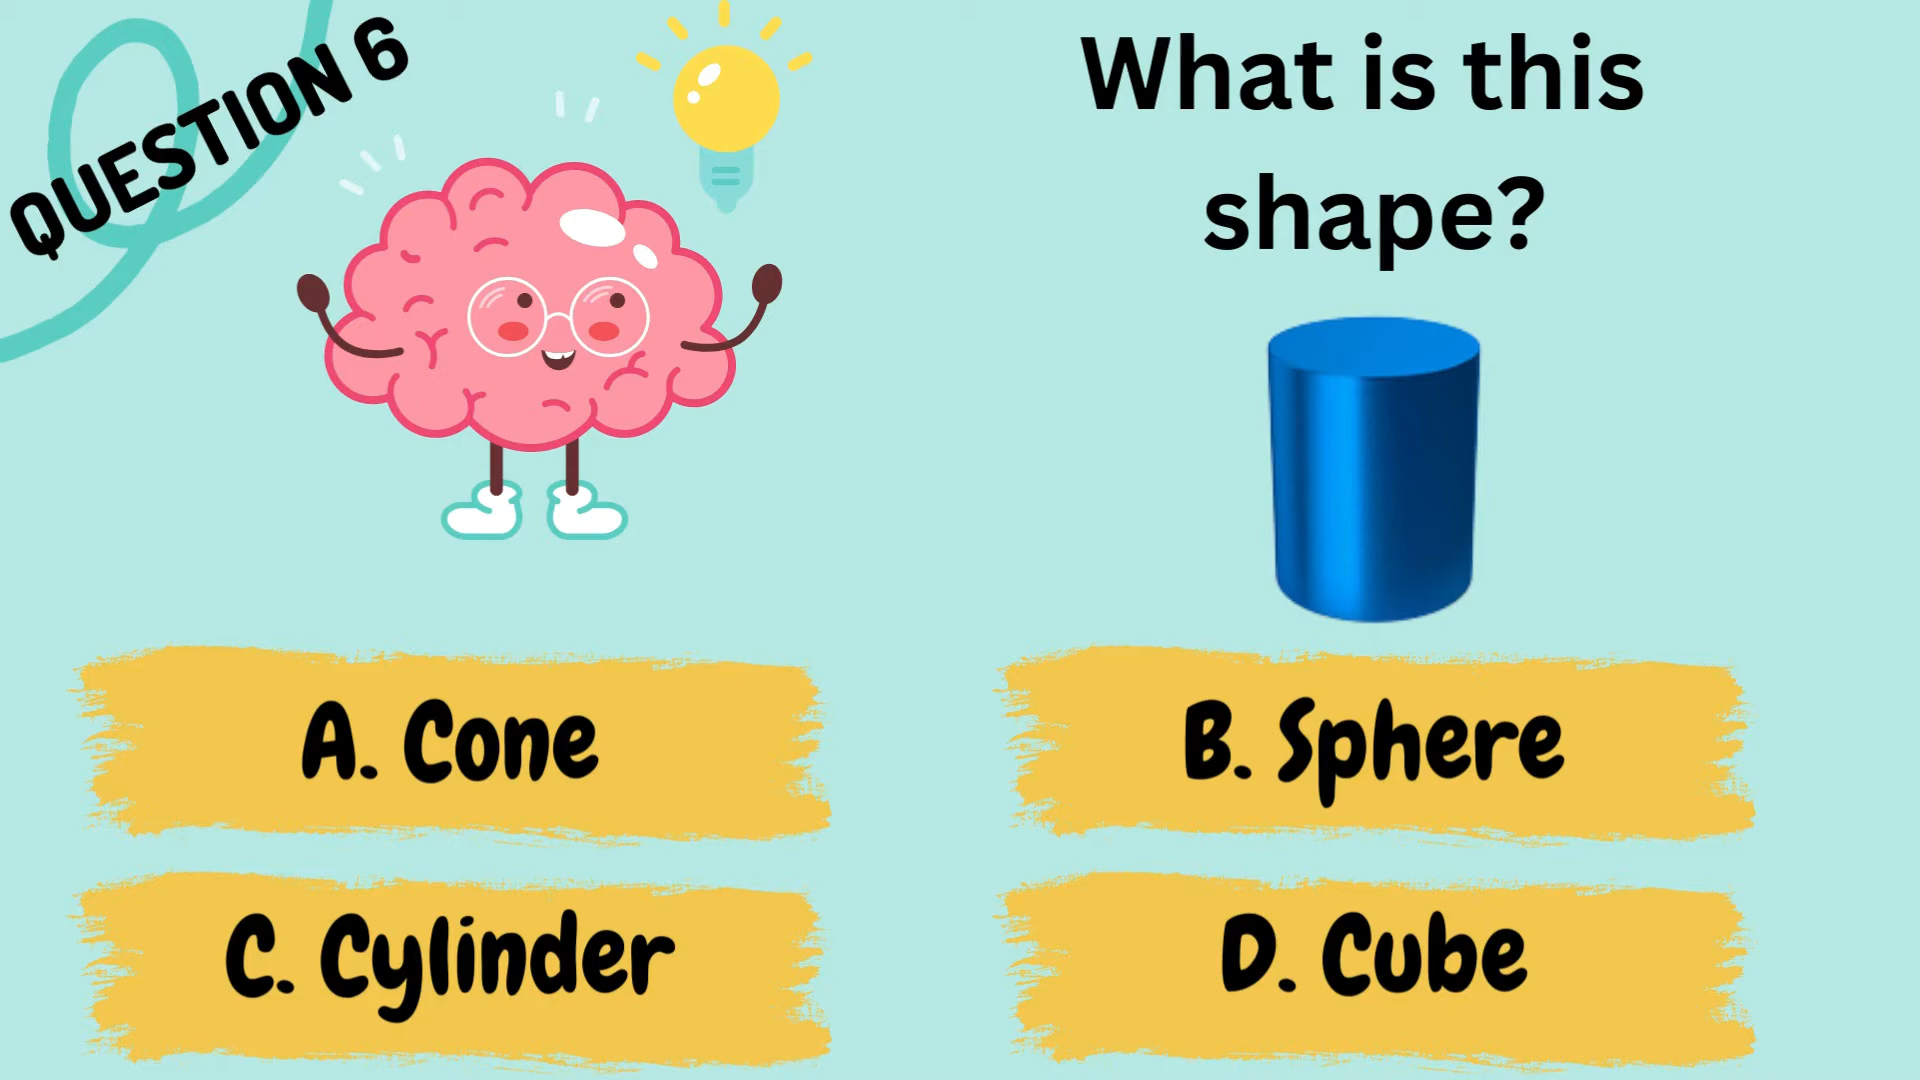 QUESTION 6
What is this
shape?
A. Cone
B. Sphere
C. Cylinder
D. Cube